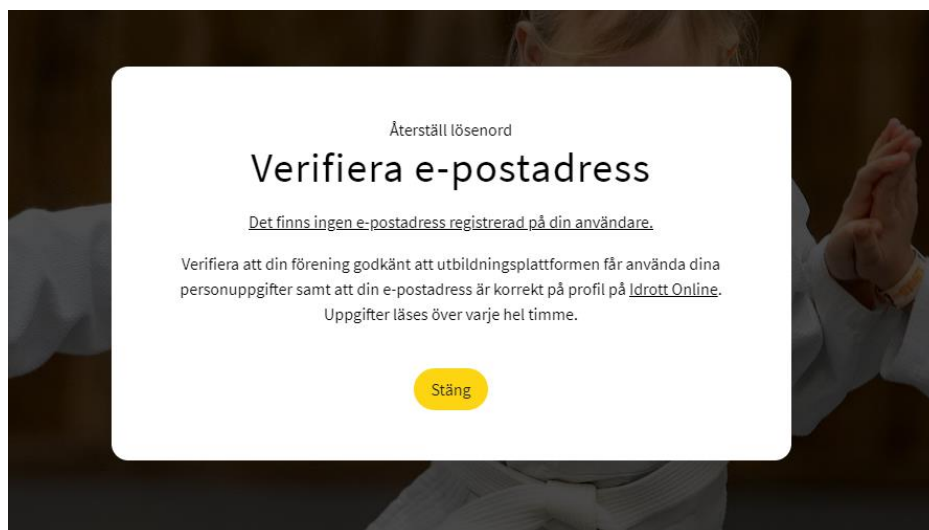 Återställ lösenord
Verifiera e-postadress
Det finns ingen e-postadress registrerad på din användare.
Verifiera att din förening godkänt att utbildningsplattformen får använda dina
personuppgifter samt att din e-postadress är korrekt på profil på Idrott Online.
Uppgifter läses över varje hel timme.
Stäng